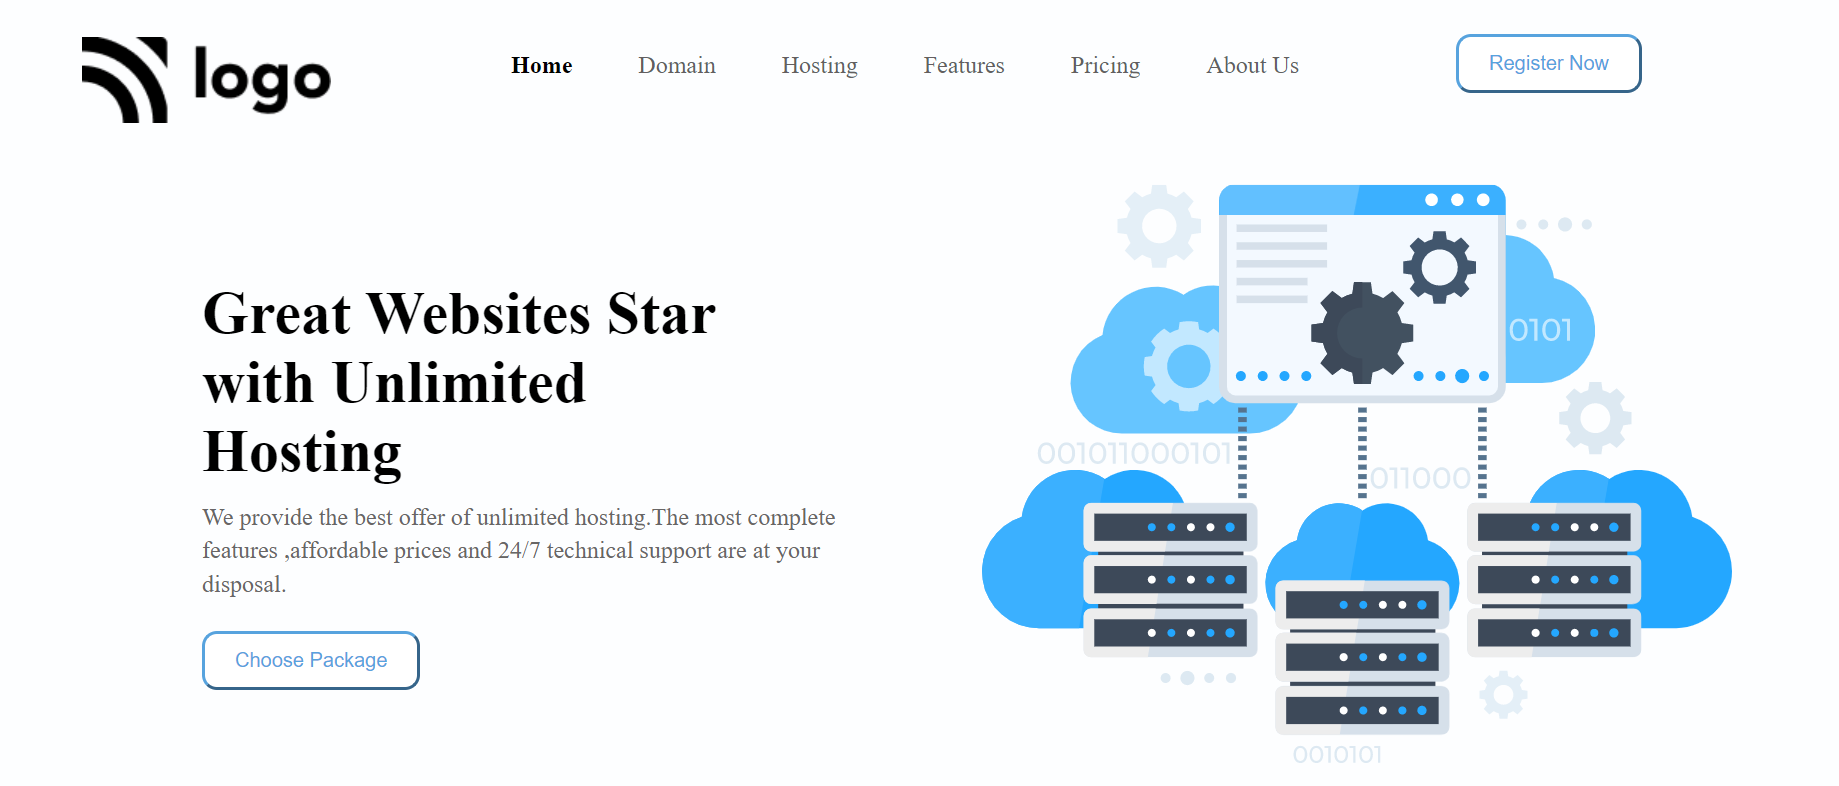 logo
Home Domain Hosting Features Pricing About Us Register Now
Great Websites Star
with Unlimited
Hosting
We provide the best offer of unlimited hosting.The most complete
features ,affordable prices and 24/7 technical support are at your
disposal.
Choose Package
0101
001011000101
011000
0010101